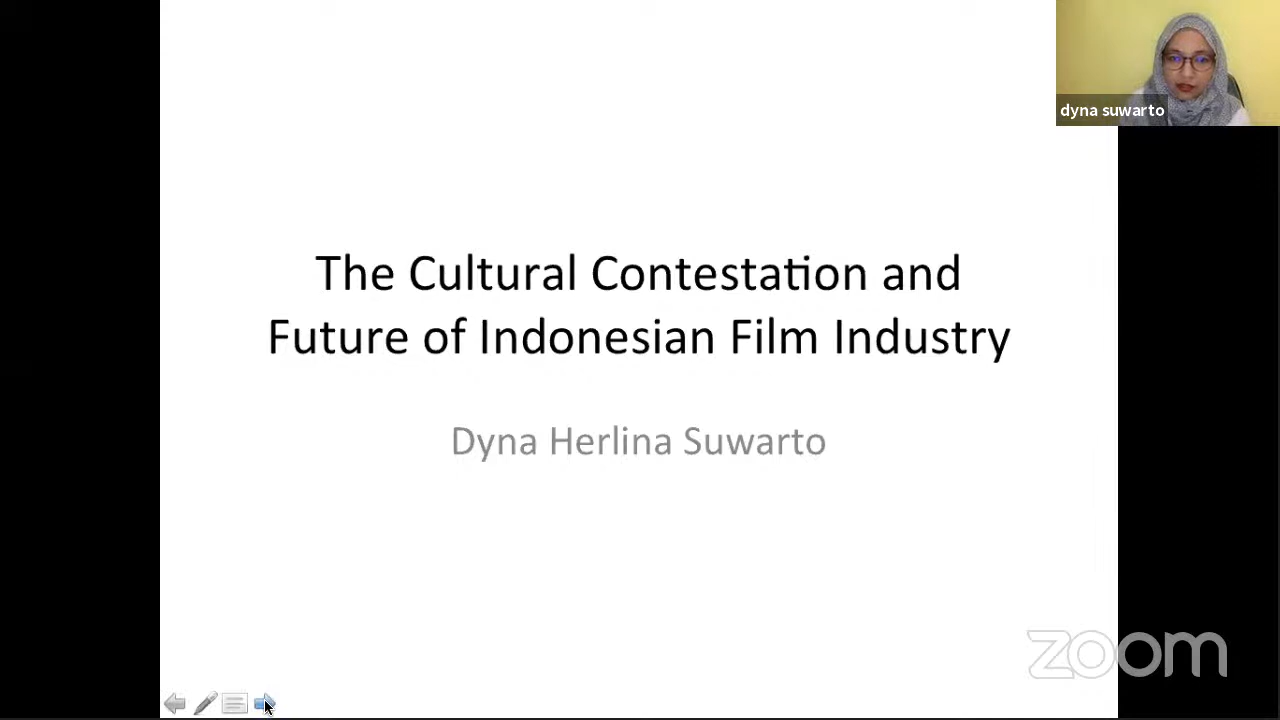 dyna suwarto
The Cultural Contestation and
Future of Indonesian Film Industry
Dyna Herlina Suwarto
zoom